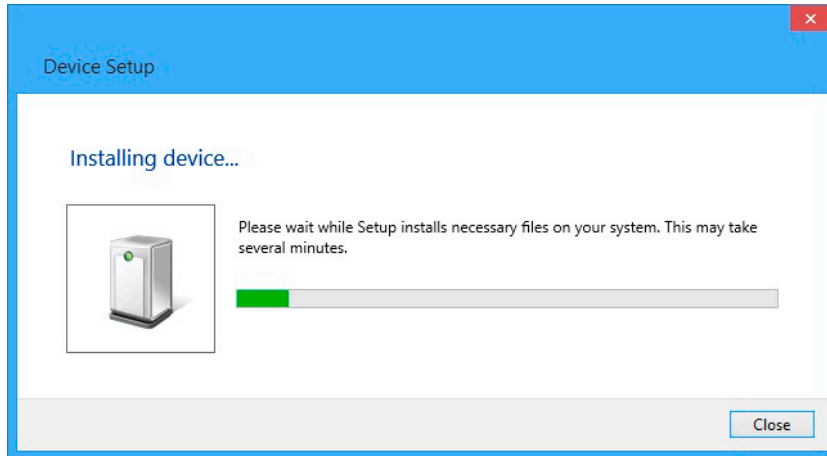 Device Setup
Installing device...
Please wait while Setup installs necessary files on your system. This may take
several minutes.
Close